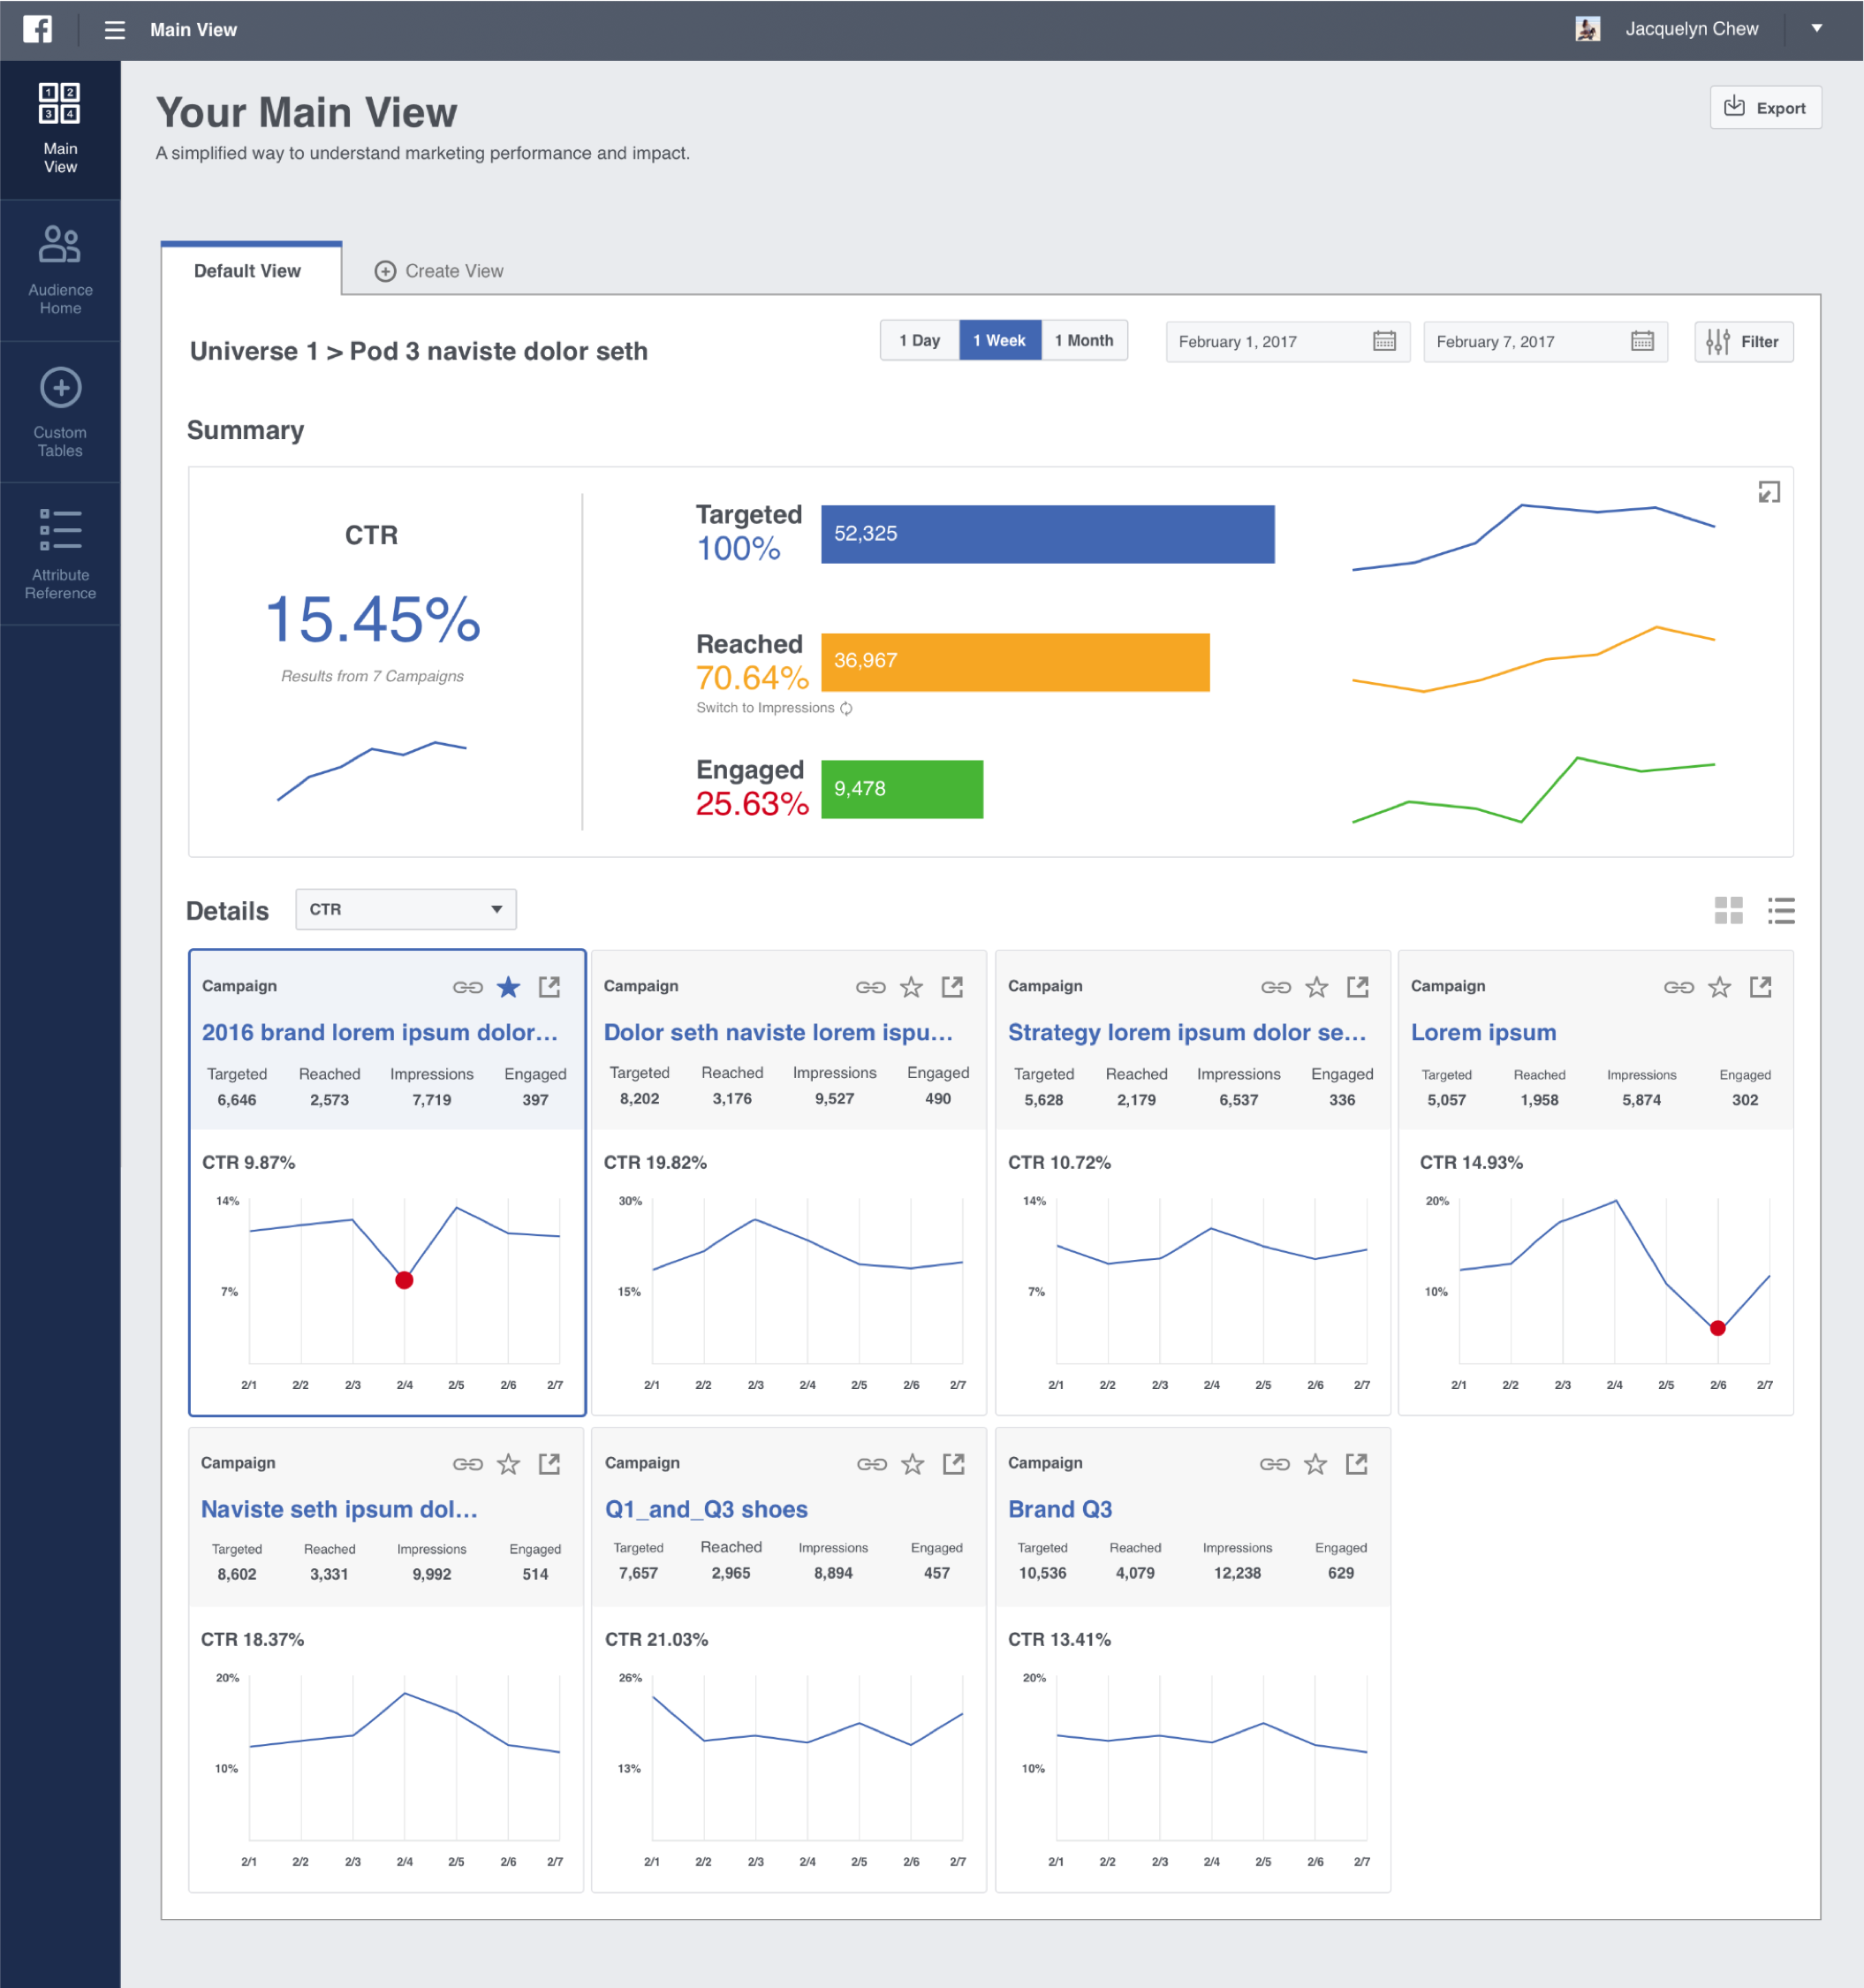 Main View
Jacquelyn Chew
1 2
3 4
Main
View
Audience
Home
Custom
Tables
Attribute
Reference
Your Main View
A simplified way to understand marketing performance and impact.
Export
Default View
Create View
Universe 1 > Pod 3 naviste dolor seth
1 Day 1 Week 1 Month
February 1, 2017
February 7, 2017
Filter
Summary
CTR
15.45%
Results from 7 Campaigns
Targeted
100%
52,325
Reached
70.64%
36,967
Switch to Impressions
Engaged
25.63%
9,478
Details
CTR
Campaign
2016 brand lorem ipsum dolor...
Targeted Reached Impressions Engaged
6,646 2,573 7,719 397
CTR 9.87%
14%
7%
2/1 2/2 2/3 2/4 2/5 2/6 2/7
Campaign
Dolor seth naviste lorem ispu...
Targeted Reached Impressions Engaged
8,202 3,176 9,527 490
CTR 19.82%
30%
15%
2/1 2/2 2/3 2/4 2/5 2/6 2/7
Campaign
Strategy lorem ipsum dolor se...
Targeted Reached Impressions Engaged
5,628 2,179 6,537 336
CTR 10.72%
14%
7%
2/1 2/2 2/3 2/4 2/5 2/6 2/7
Campaign
Lorem ipsum
Targeted Reached Impressions Engaged
5,057 1,958 5,874 302
CTR 14.93%
20%
10%
2/1 2/2 2/3 2/4 2/5 2/6 2/7
Campaign
Naviste seth ipsum dol...
Targeted Reached Impressions Engaged
8,602 3,331 9,992 514
CTR 18.37%
20%
10%
2/1 2/2 2/3 2/4 2/5 2/6 2/7
Campaign
Q1_and_Q3 shoes
Targeted Reached Impressions Engaged
7,657 2,965 8,894 457
CTR 21.03%
26%
13%
2/1 2/2 2/3 2/4 2/5 2/6 2/7
Campaign
Brand Q3
Targeted Reached Impressions Engaged
10,536 4,079 12,238 629
CTR 13.41%
20%
10%
2/1 2/2 2/3 2/4 2/5 2/6 2/7